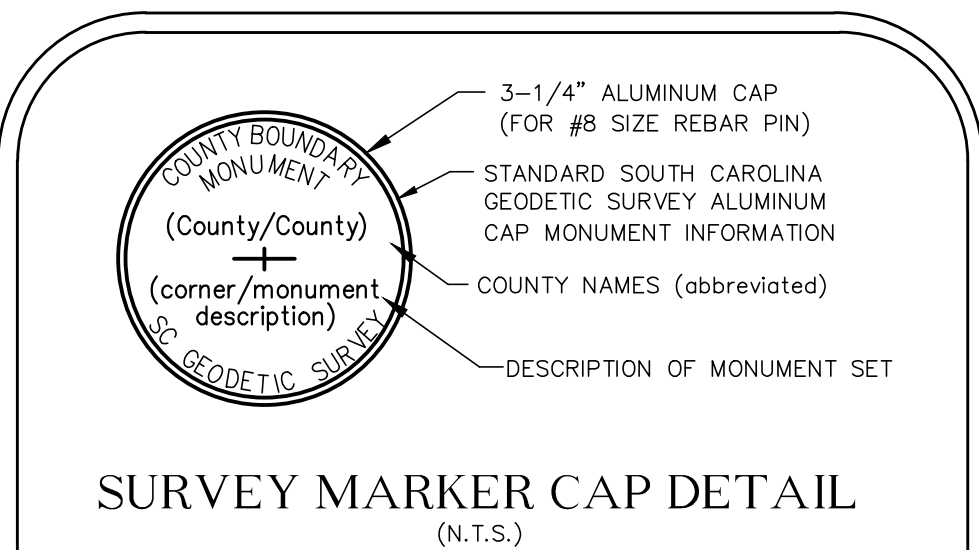 COUNTY BOUNDARY
MONUMENT
(County/County)
(corner/monument
description)
SC GEODETIC SURVEY
3-1/4" ALUMINUM CAP
(FOR #8 SIZE REBAR PIN)
STANDARD SOUTH CAROLINA
GEODETIC SURVEY ALUMINUM
CAP MONUMENT INFORMATION
COUNTY NAMES (abbreviated)
DESCRIPTION OF MONUMENT SET
SURVEY MARKER CAP DETAIL
(N.T.S.)